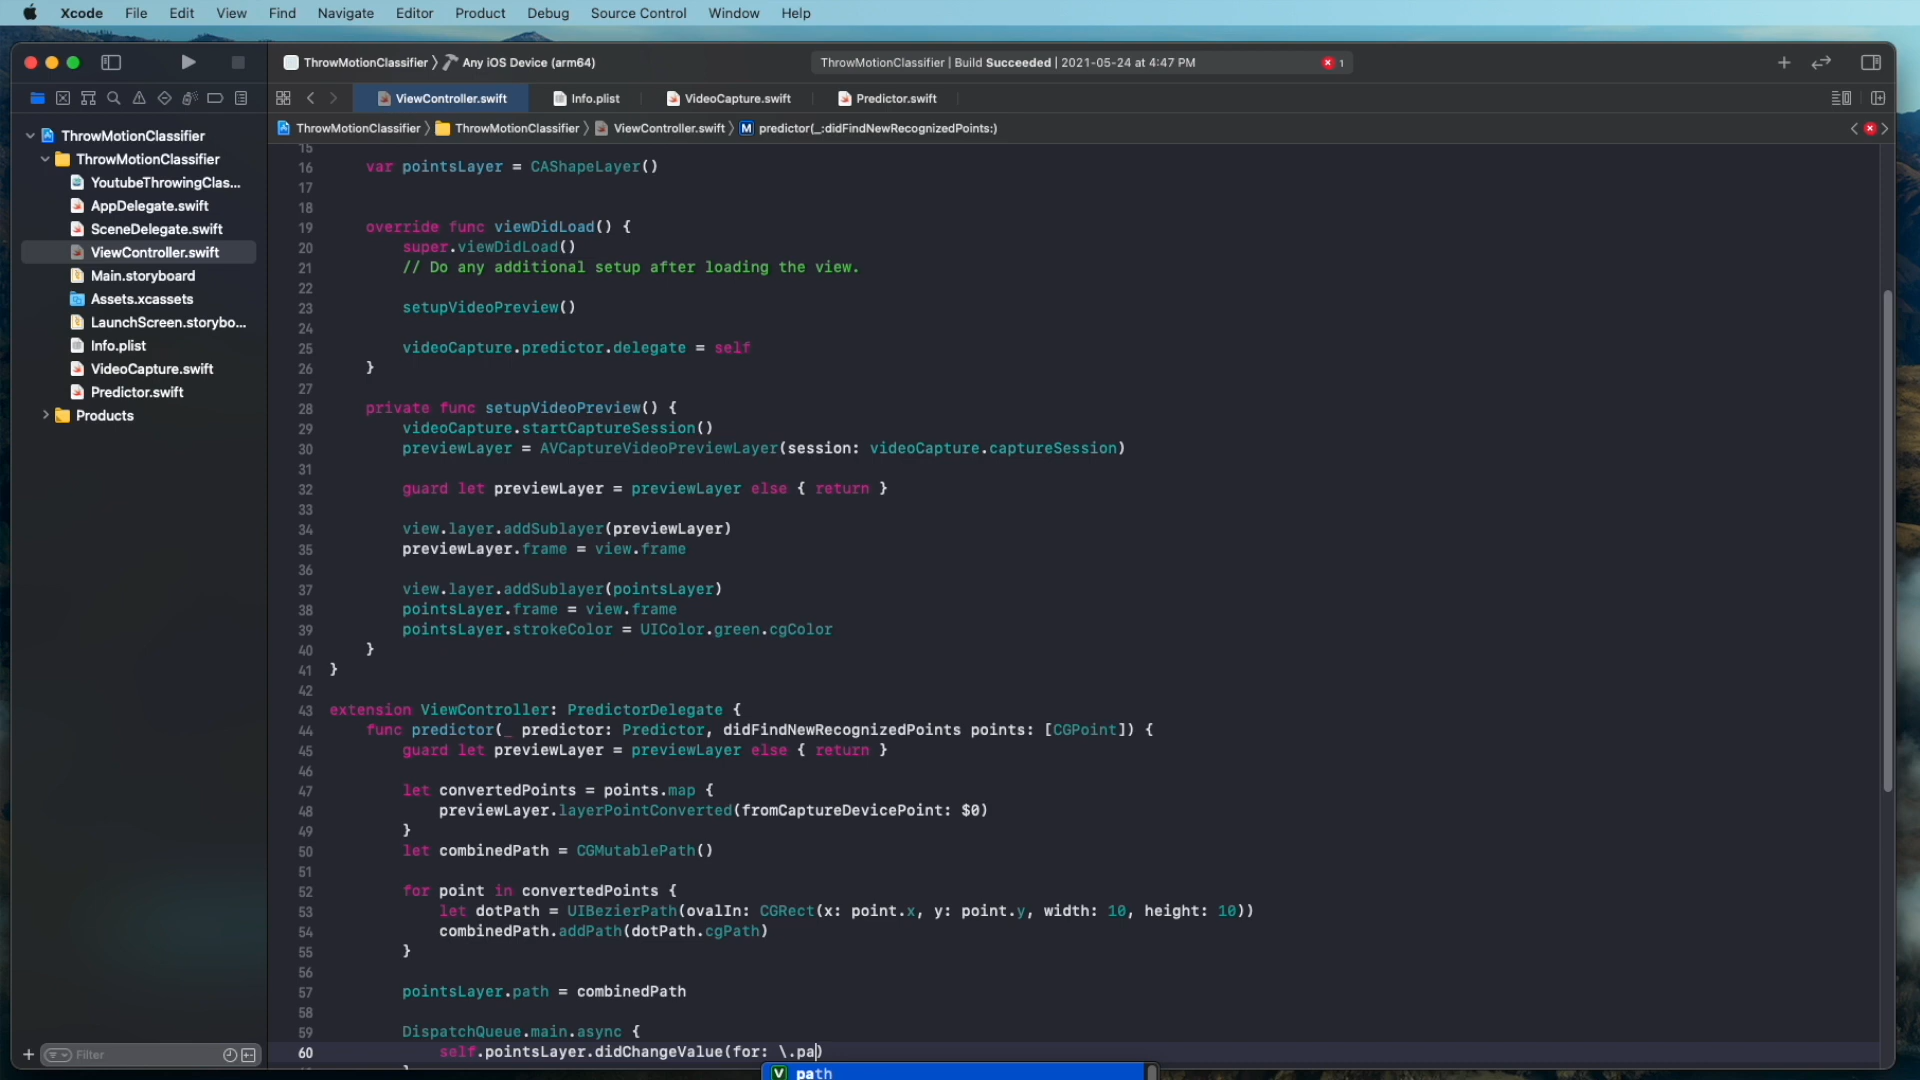 Xcode File Edit View Find Navigate Editor Product Debug Source Control Window Help
ThrowMotionClassifier Any iOS Device (arm64) ThrowMotionClassifier | Build Succeeded | 2021-05-24 at 4:47 PM 1
ViewController.swift Info.plist VideoCapture.swift Predictor.swift
ThrowMotionClassifier ThrowMotionClassifier ViewController.swift M predictor(_:didFindNewRecognizedPoints:)
ThrowMotionClassifier
ThrowMotionClassifier
YoutubeThrowingClas...
AppDelegate.swift
SceneDelegate.swift
ViewController.swift
Main.storyboard
Assets.xcassets
LaunchScreen.storybo...
Info.plist
VideoCapture.swift
Predictor.swift
Products
Filter
15
16 var pointsLayer = CAShapeLayer()
17
18
19 override func viewDidLoad() {
20 super.viewDidLoad()
21 // Do any additional setup after loading the view.
22
23 setupVideoPreview()
24
25 videoCapture.predictor.delegate = self
26 }
27
28 private func setupVideoPreview() {
29 videoCapture.startCaptureSession()
30 previewLayer = AVCaptureVideoPreviewLayer(session: videoCapture.captureSession)
31
32 guard let previewLayer = previewLayer else { return }
33
34 view.layer.addSublayer(previewLayer)
35 previewLayer.frame = view.frame
36
37 view.layer.addSublayer(pointsLayer)
38 pointsLayer.frame = view.frame
39 pointsLayer.strokeColor = UIColor.green.cgColor
40 }
41 }
42
43 extension ViewController: PredictorDelegate {
44 func predictor(_ predictor: Predictor, didFindNewRecognizedPoints points: [CGPoint]) {
45 guard let previewLayer = previewLayer else { return }
46
47 let convertedPoints = points.map {
48 previewLayer.layerPointConverted(fromCaptureDevicePoint: $0)
49 }
50 let combinedPath = CGMutablePath()
51
52 for point in convertedPoints {
53 let dotPath = UIBezierPath(ovalIn: CGRect(x: point.x, y: point.y, width: 10, height: 10))
54 combinedPath.addPath(dotPath.cgPath)
55 }
56
57 pointsLayer.path = combinedPath
58
59 DispatchQueue.main.async {
60 self.pointsLayer.didChangeValue(for: \.pa)
V path